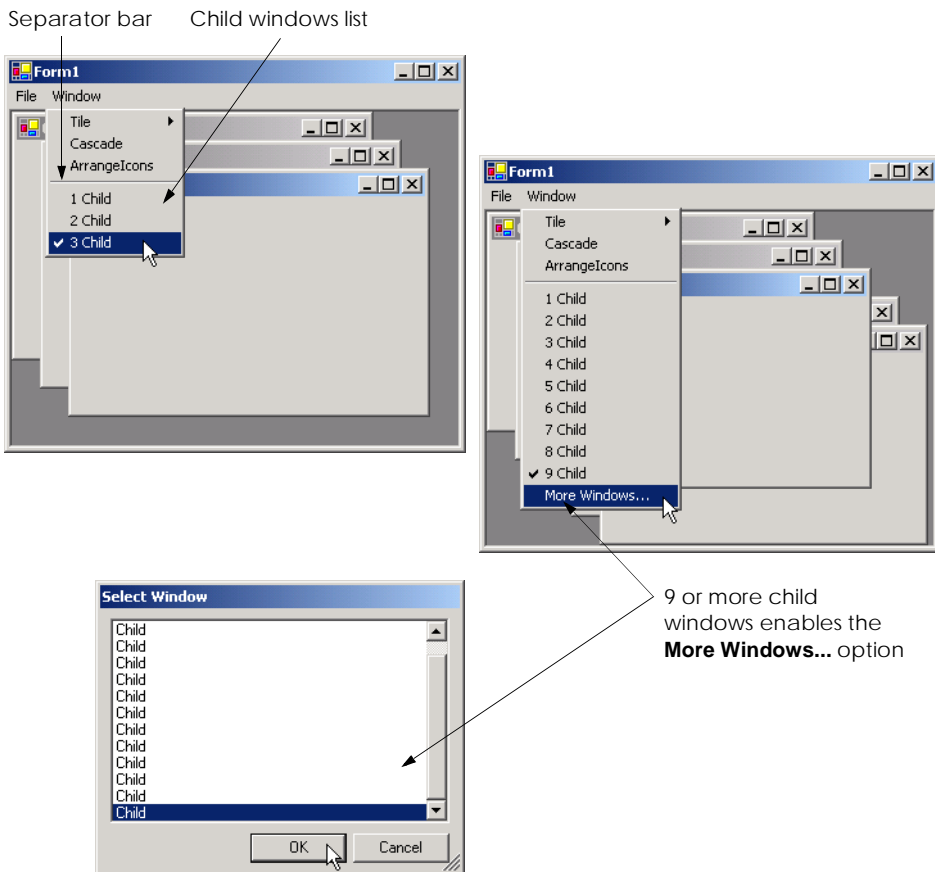 Separator bar
Child windows list
Form1
File Window
Tile
Cascade
ArrangeIcons
1 Child
2 Child
3 Child
Form1
File Window
Tile
Cascade
ArrangeIcons
1 Child
2 Child
3 Child
4 Child
5 Child
6 Child
7 Child
8 Child
9 Child
More Windows...
9 or more child
windows enables the
More Windows... option
Select Window
Child
Child
Child
Child
Child
Child
Child
Child
Child
Child
Child
Child
OK
Cancel